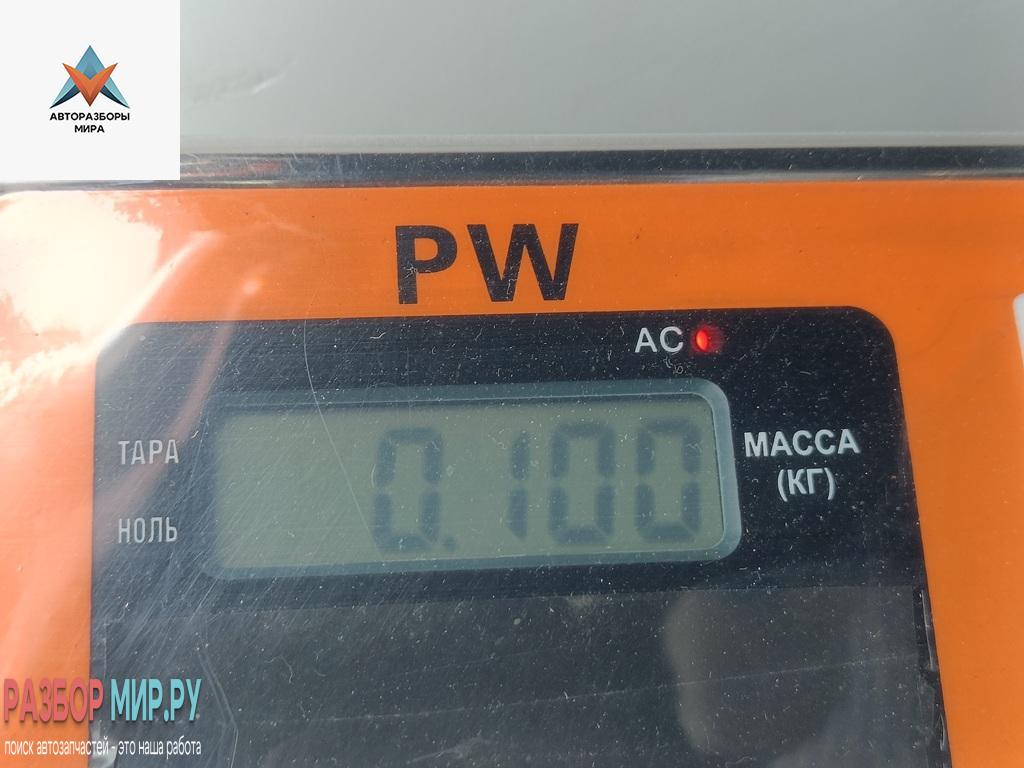 АВТОРАЗБОРЫ
МИРА
PW
AC
ТАРА
НОЛЬ
0.100
МАССА
(КГ)
РАЗБОР МИР.РУ
поиск автозапчастей - это наша работа